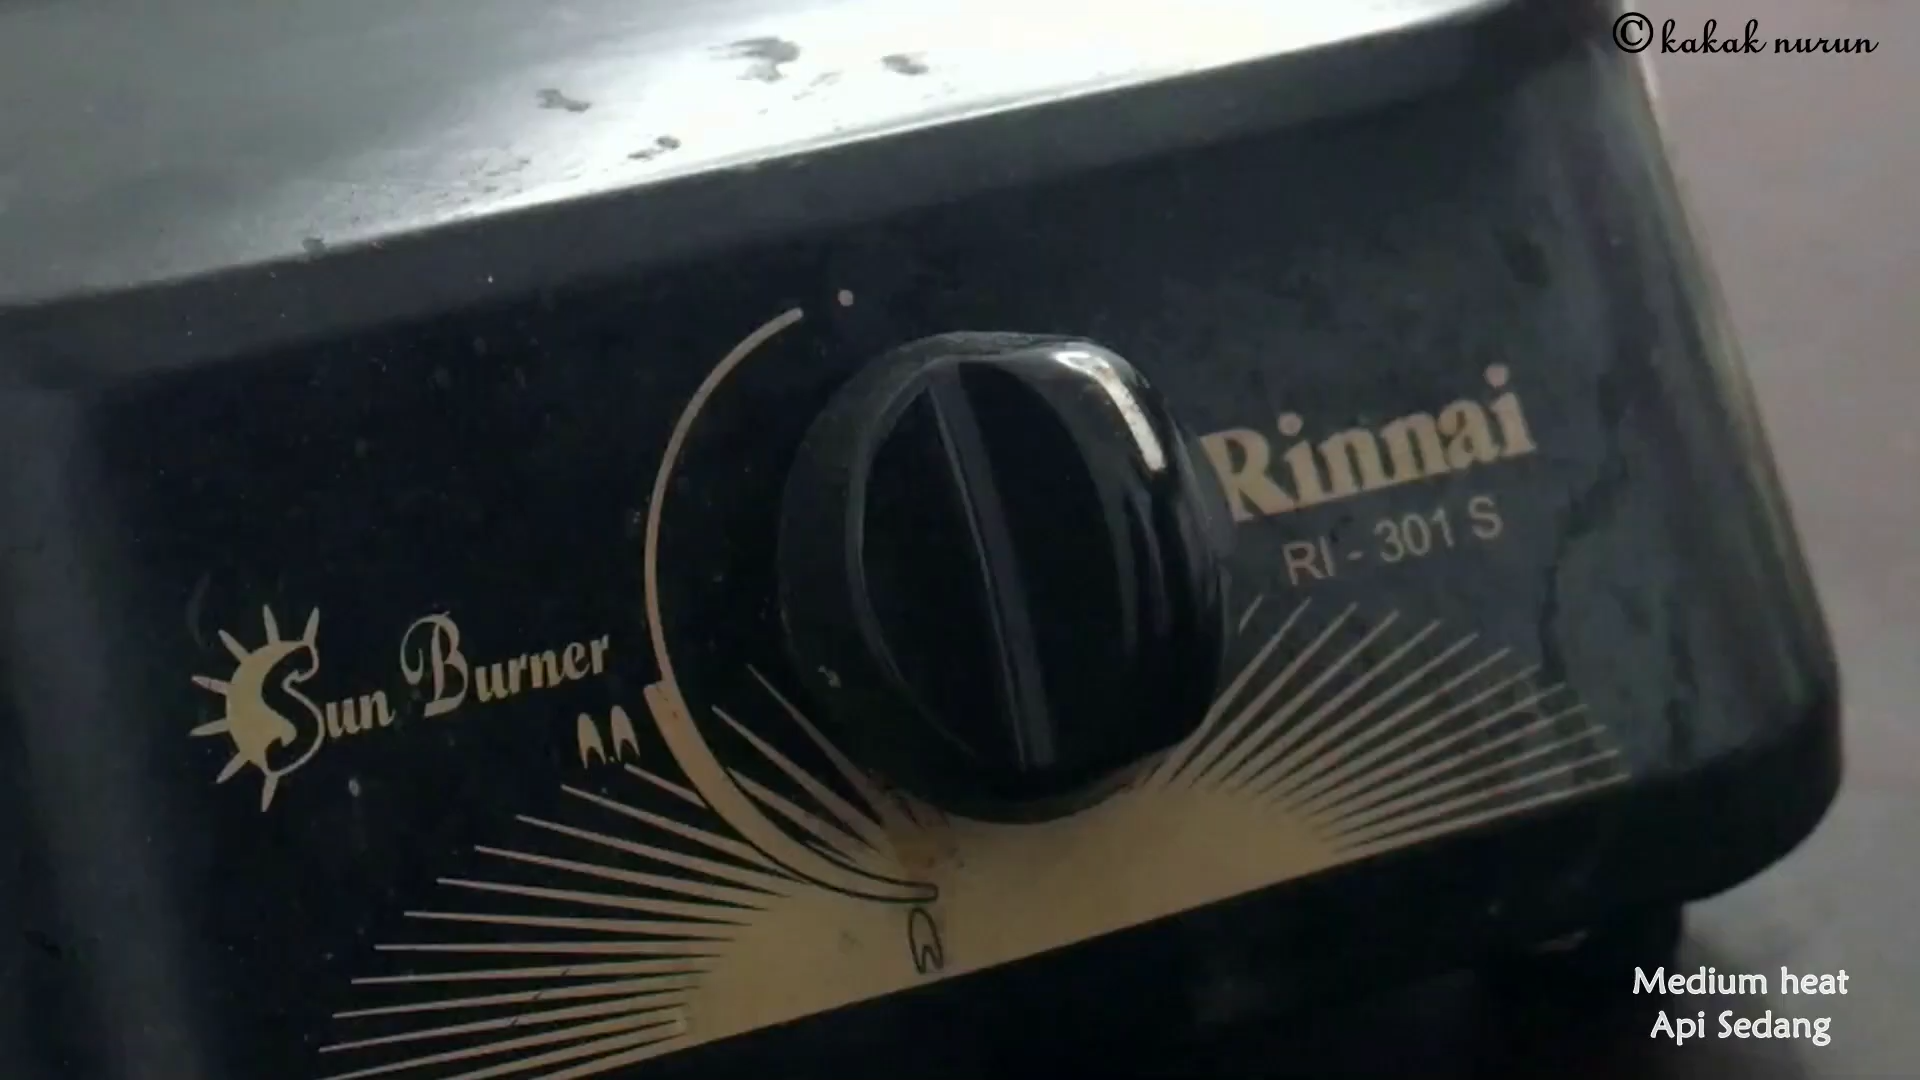 © kakak nurun
Rinnai
RI - 301 S
Sun Burner
Medium heat
Api Sedang